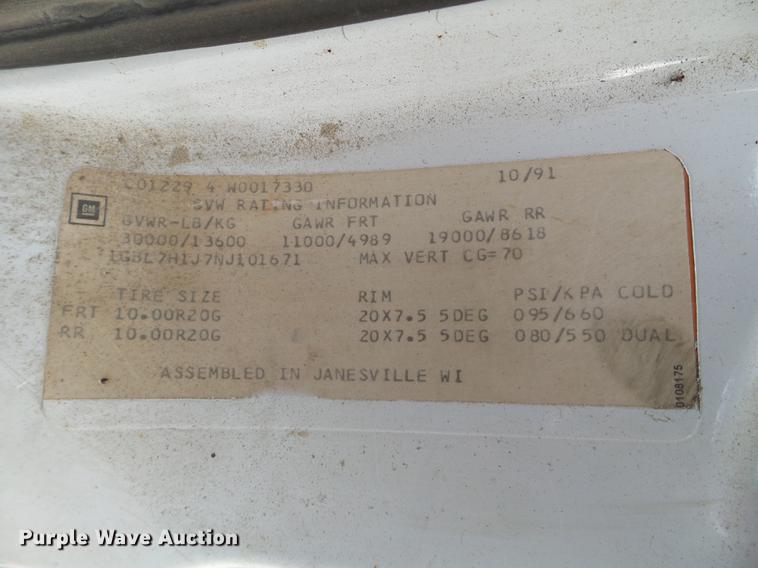 C01229 4 W0017330 10/91
GM
GVW RATING INFORMATION
GVWR-LB/KG GAWR FRT GAWR RR
30000/13600 11000/4989 19000/8618
1GBL7H1J7NJ101671 MAX VERT CG=70
TIRE SIZE RIM PSI/KPA COLD
FRT 10.00R20G 20X7.5 5DEG 095/660
RR 10.00R20G 20X7.5 5DEG 080/550 DUAL
ASSEMBLED IN JANESVILLE WI
0108175
Purple Wave Auction